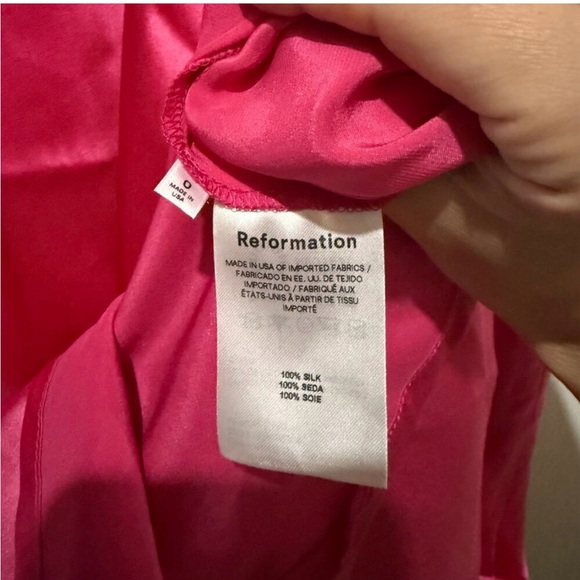 0
MADE IN
USA
Reformation
MADE IN USA OF IMPORTED FABRICS /
FABRICADO EN EE. UU. DE TEJIDO
IMPORTADO / FABRIQUÉ AUX
ÉTATS-UNIS À PARTIR DE TISSU
IMPORTÉ
100% SILK
100% SEDA
100% SOIE